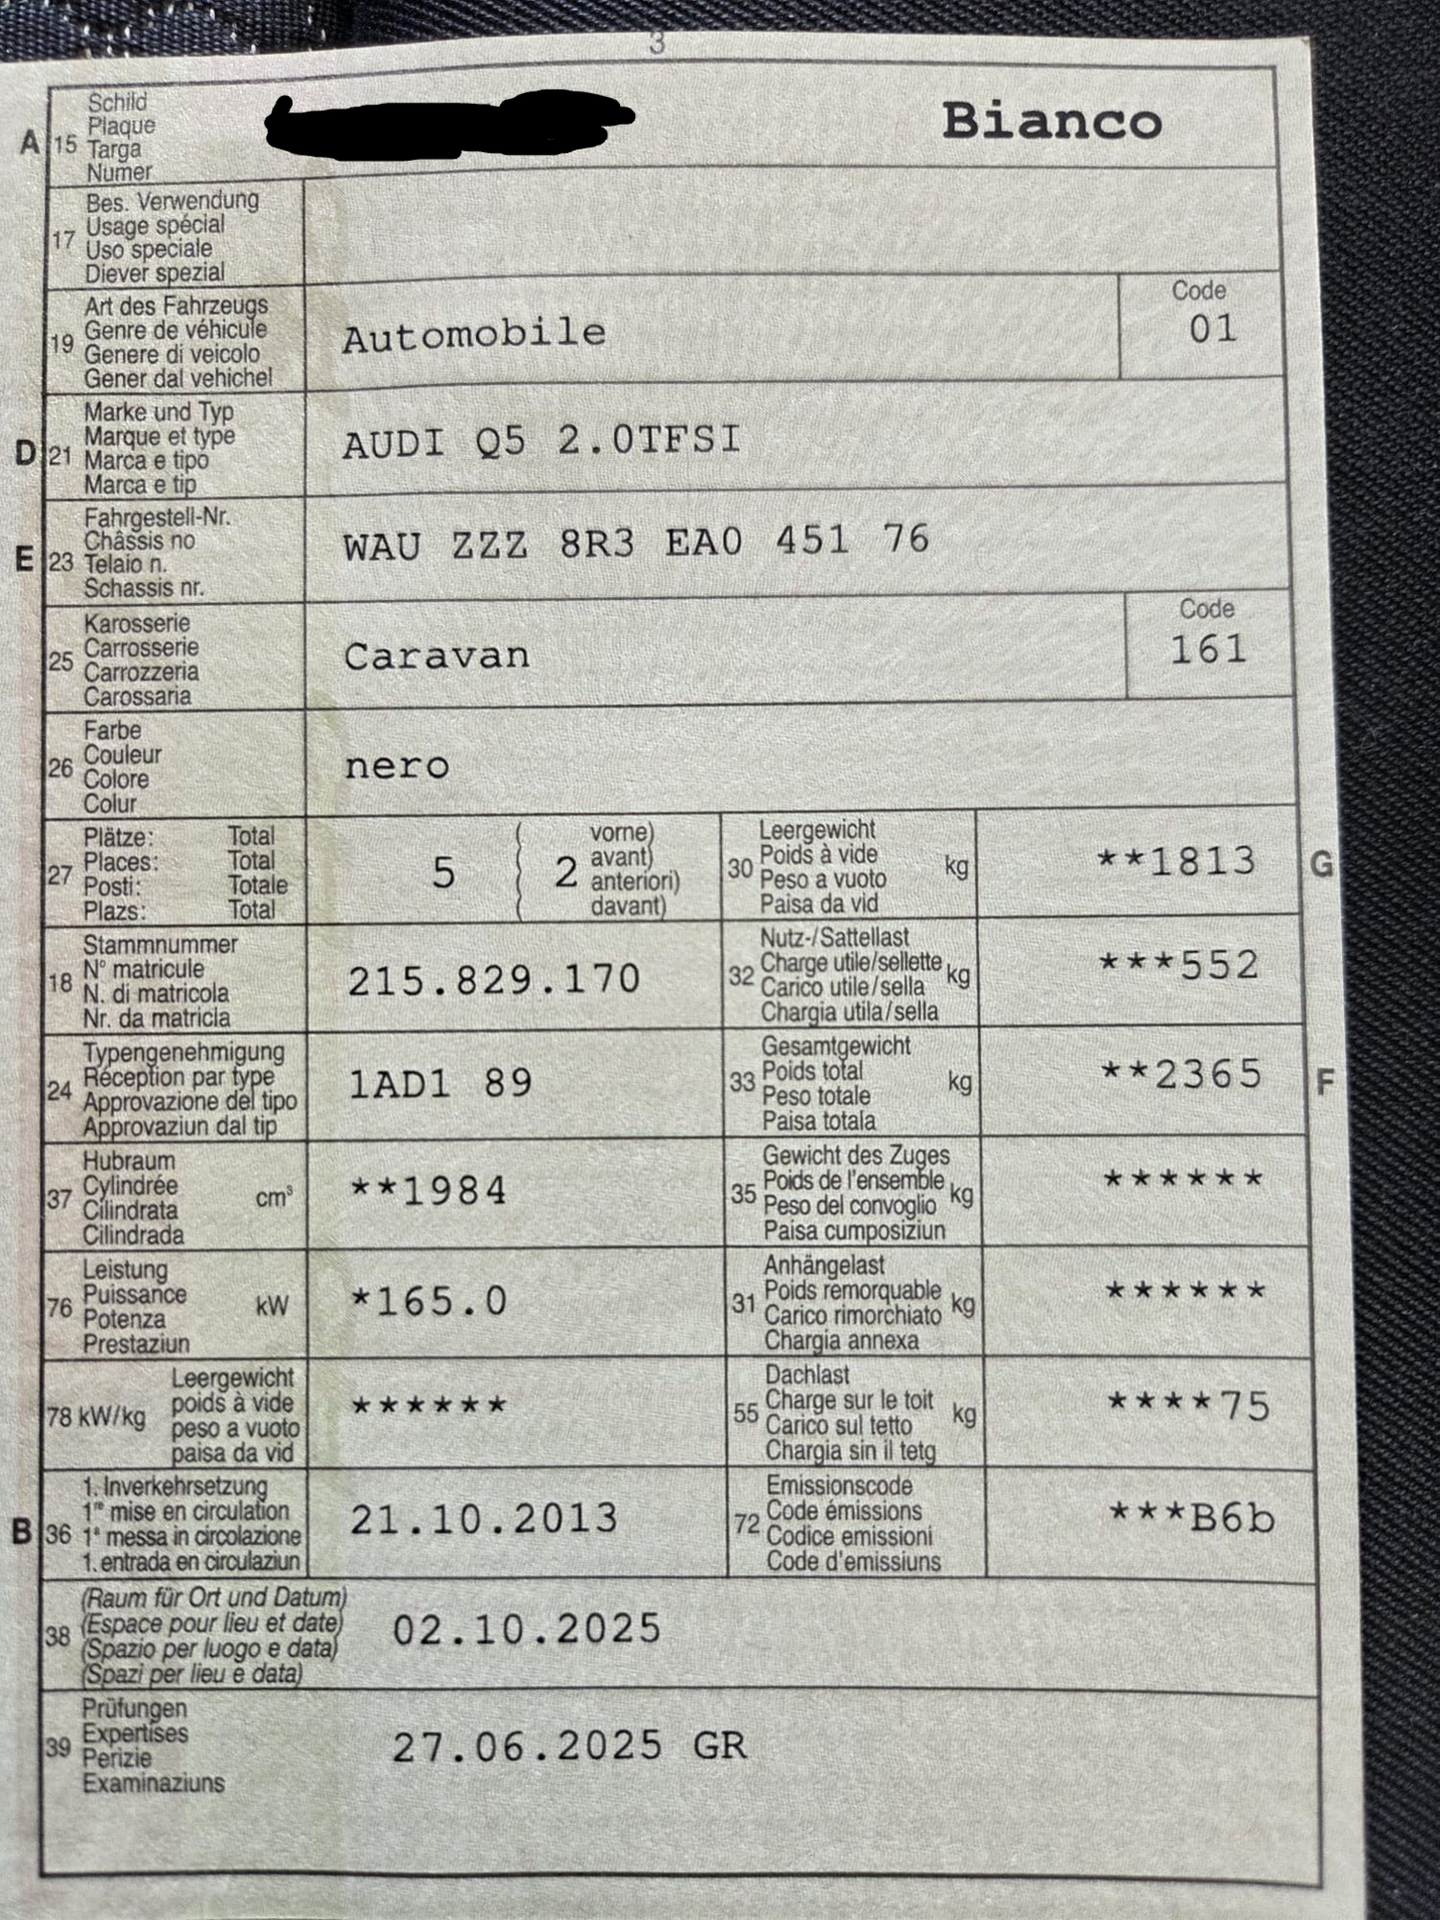 3
A 15 Schild
Plaque
Targa
Numer
Bianco
17 Bes. Verwendung
Usage spécial
Uso speciale
Diever spezial
19 Art des Fahrzeugs
Genre de véhicule
Genere di veicolo
Gener dal vehichel
Automobile
Code
01
D 21 Marke und Typ
Marque et type
Marca e tipo
Marca e tip
AUDI Q5 2.0TFSI
E 23 Fahrgestell-Nr.
Châssis no
Telaio n.
Schassis nr.
WAU ZZZ 8R3 EA0 451 76
25 Karosserie
Carrosserie
Carrozzeria
Carossaria
Caravan
Code
161
26 Farbe
Couleur
Colore
Colur
nero
27 Plätze: Total
Places: Total
Posti: Totale
Plazs: Total
5 ( 2 vorne)
avant)
anteriori)
davant)
30 Leergewicht
Poids à vide
Peso a vuoto
Paisa da vid
kg
**1813 G
18 Stammnummer
N° matricule
N. di matricola
Nr. da matricla
215.829.170
32 Nutz-/Sattellast
Charge utile/sellette
Carico utile/sella
Chargia utila/sella
kg
***552
24 Typengenehmigung
Réception par type
Approvazione del tipo
Approvaziun dal tip
1AD1 89
33 Gesamtgewicht
Poids total
Peso totale
Paisa totala
kg
**2365 F
37 Hubraum
Cylindrée
Cilindrata
Cilindrada
cm³
**1984
35 Gewicht des Zuges
Poids de l'ensemble
Peso del convoglio
Paisa cumposiziun
kg
******
76 Leistung
Puissance
Potenza
Prestaziun
kW
*165.0
31 Anhängelast
Poids remorquable
Carico rimorchiato
Chargia annexa
kg
******
78 kW/kg Leergewicht
poids à vide
peso a vuoto
paisa da vid
******
55 Dachlast
Charge sur le toit
Carico sul tetto
Chargia sin il tetg
kg
****75
B 36 1. Inverkehrsetzung
1re mise en circulation
1a messa in circolazione
1. entrada en circulaziun
21.10.2013
72 Emissionscode
Code émissions
Codice emissioni
Code d'emissiuns
***B6b
38 (Raum für Ort und Datum)
(Espace pour lieu et date)
(Spazio per luogo e data)
(Spazi per lieu e data)
02.10.2025
39 Prüfungen
Expertises
Perizie
Examinaziuns
27.06.2025 GR